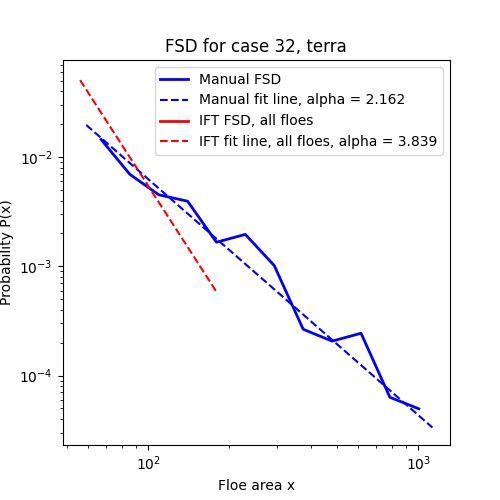 FSD for case 32, terra
Manual FSD
Manual fit line, alpha = 2.162
IFT FSD, all floes
IFT fit line, all floes, alpha = 3.839
Probability P(x)
10⁻²
10⁻³
10⁻⁴
10² 10³
Floe area x